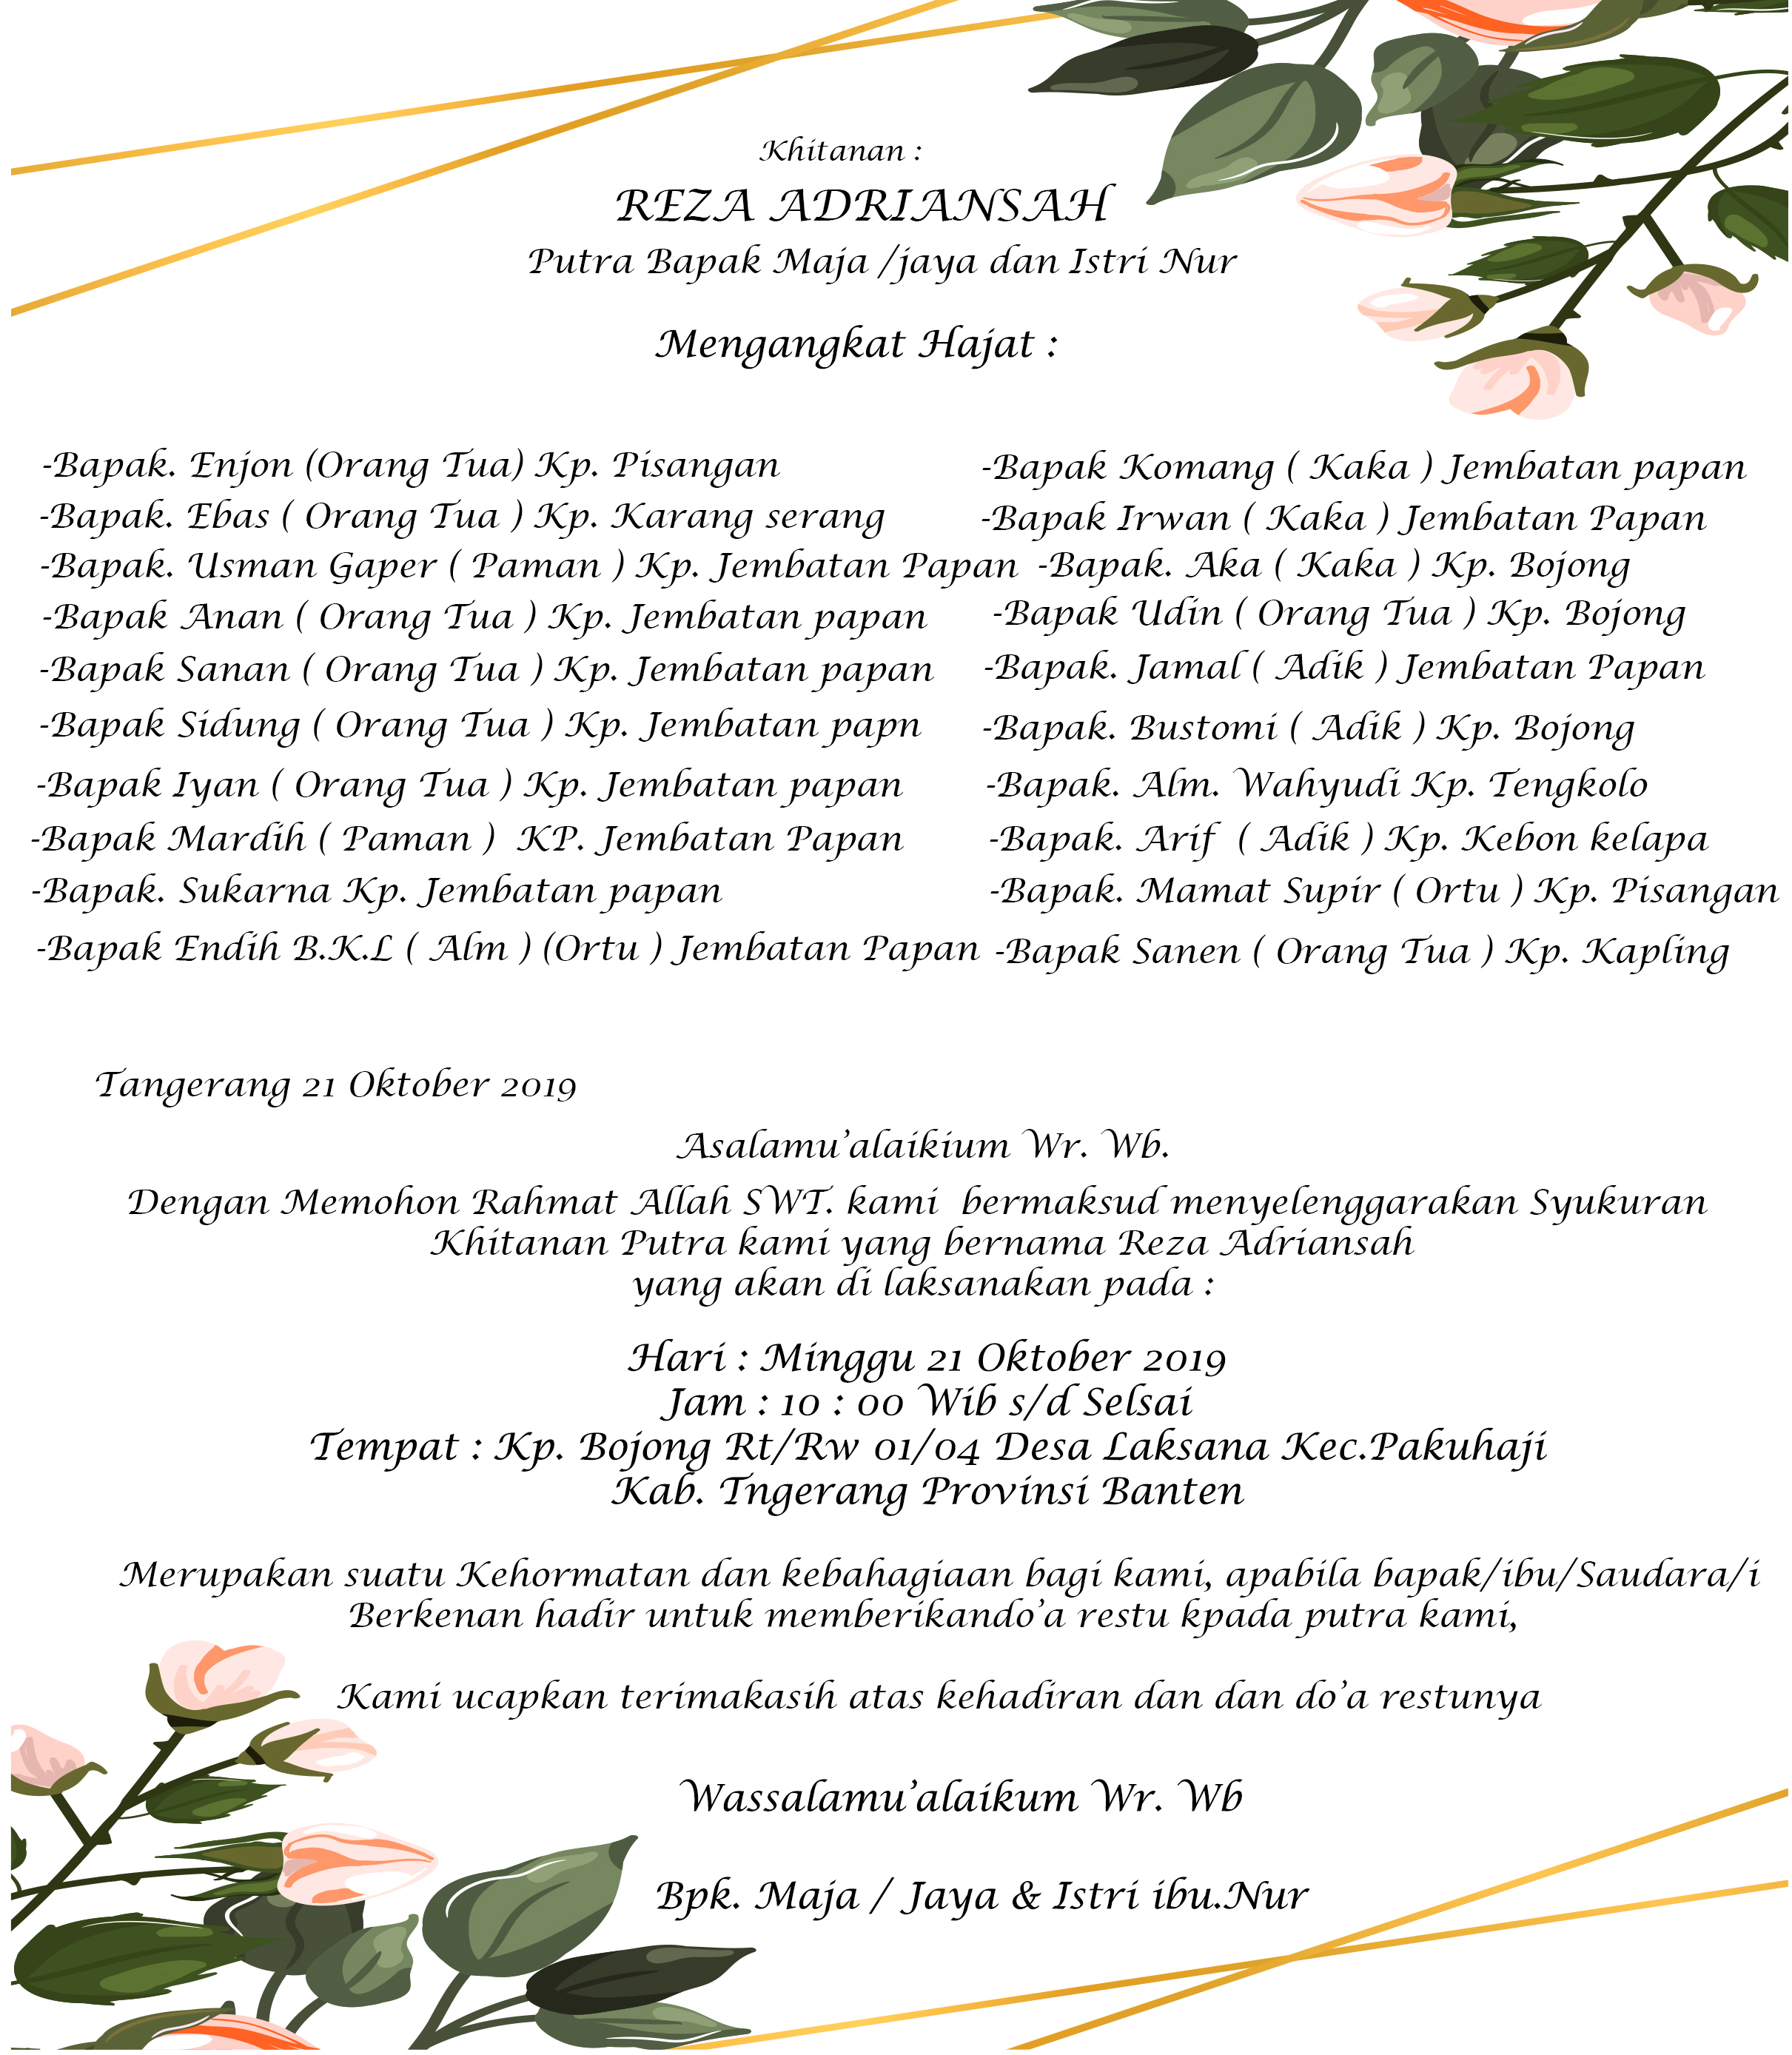 Khitanan :
REZA ADRIANSAH
Putra Bapak Maja /jaya dan Istri Nur
Mengangkat Hajat :
-Bapak. Enjon (Orang Tua) Kp. Pisangan
-Bapak. Ebas ( Orang Tua ) Kp. Karang serang
-Bapak. Usman Gaper ( Paman ) Kp. Jembatan Papan
-Bapak Anan ( Orang Tua ) Kp. Jembatan papan
-Bapak Sanan ( Orang Tua ) Kp. Jembatan papan
-Bapak Sidung ( Orang Tua ) Kp. Jembatan papn
-Bapak Iyan ( Orang Tua ) Kp. Jembatan papan
-Bapak Mardih ( Paman )  KP. Jembatan Papan
-Bapak. Sukarna Kp. Jembatan papan
-Bapak Endih B.K.L ( Alm ) (Ortu ) Jembatan Papan
-Bapak Komang ( Kaka ) Jembatan papan
-Bapak Irwan ( Kaka ) Jembatan Papan
-Bapak. Aka ( Kaka ) Kp. Bojong
-Bapak Udin ( Orang Tua ) Kp. Bojong
-Bapak. Jamal ( Adik ) Jembatan Papan
-Bapak. Bustomi ( Adik ) Kp. Bojong
-Bapak. Alm. Wahyudi Kp. Tengkolo
-Bapak. Arif  ( Adik ) Kp. Kebon kelapa
-Bapak. Mamat Supir ( Ortu ) Kp. Pisangan
-Bapak Sanen ( Orang Tua ) Kp. Kapling
Tangerang 21 Oktober 2019
Asalamu'alaikium Wr. Wb.
Dengan Memohon Rahmat Allah SWT. kami  bermaksud menyelenggarakan Syukuran
Khitanan Putra kami yang bernama Reza Adriansah
yang akan di laksanakan pada :
Hari : Minggu 21 Oktober 2019
Jam : 10 : 00 Wib s/d Selsai
Tempat : Kp. Bojong Rt/Rw 01/04 Desa Laksana Kec.Pakuhaji
Kab. Tngerang Provinsi Banten
Merupakan suatu Kehormatan dan kebahagiaan bagi kami, apabila bapak/ibu/Saudara/i
Berkenan hadir untuk memberikando'a restu kpada putra kami,
Kami ucapkan terimakasih atas kehadiran dan dan do'a restunya
Wassalamu'alaikum Wr. Wb
Bpk. Maja / Jaya & Istri ibu.Nur